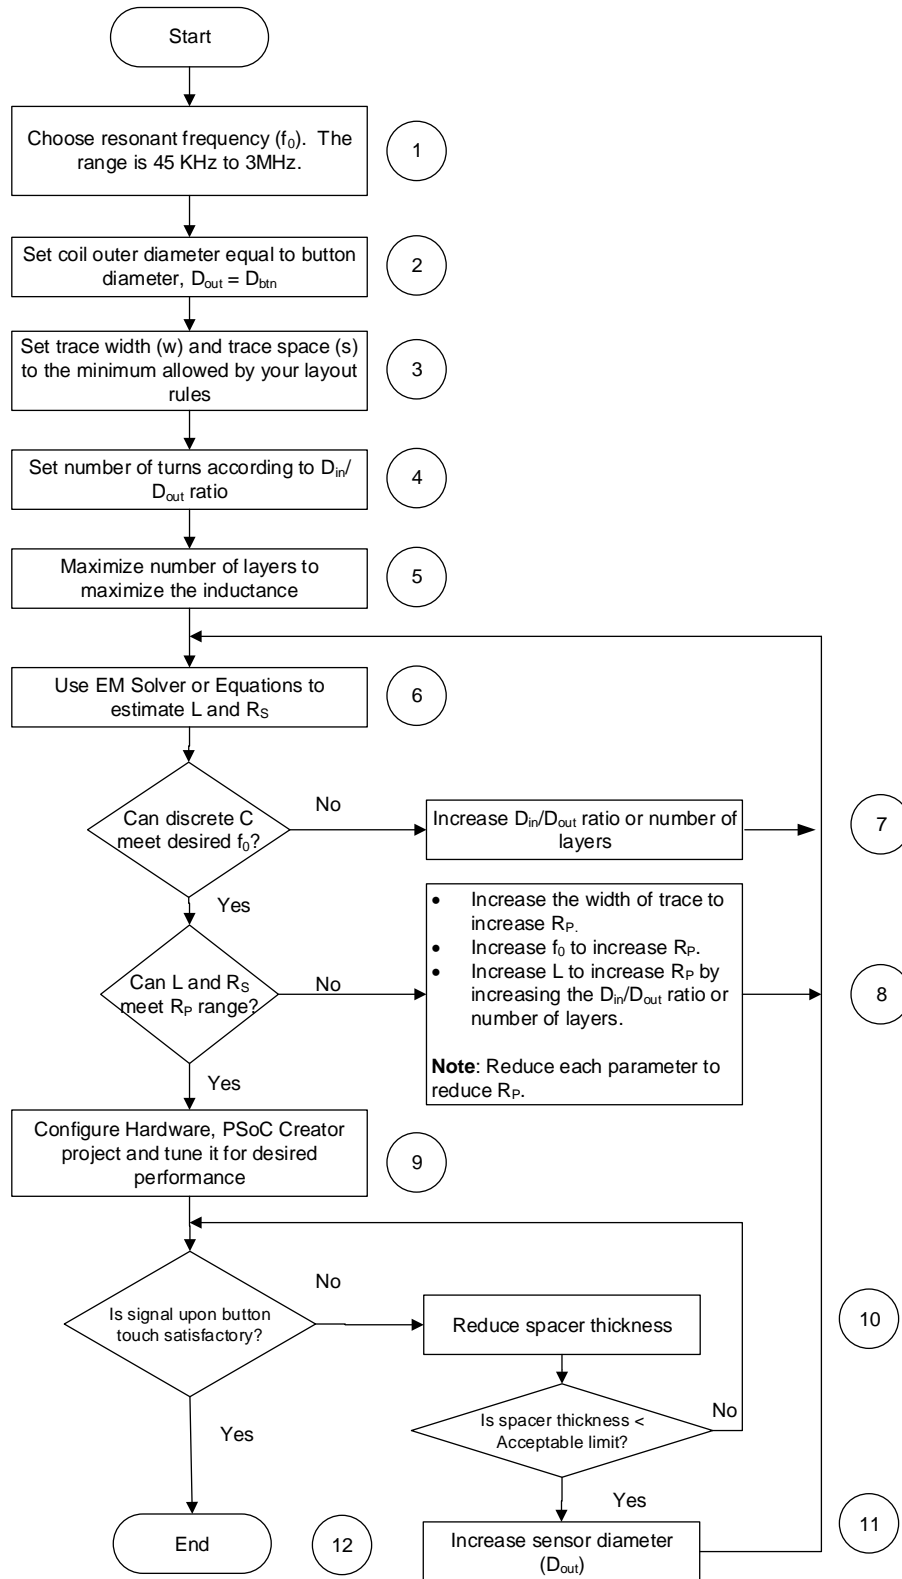 Start
Choose resonant frequency (f₀). The
range is 45 KHz to 3MHz.
1
Set coil outer diameter equal to button
diameter, Dout = Dbtn
2
Set trace width (w) and trace space (s)
to the minimum allowed by your layout
rules
3
Set number of turns according to Din/
Dout ratio
4
Maximize number of layers to
maximize the inductance
5
Use EM Solver or Equations to
estimate L and RS
6
Can discrete C
meet desired f₀?
No
Increase Din/Dout ratio or number of
layers
7
Yes
Can L and RS
meet RP range?
No
• Increase the width of trace to
increase RP.
• Increase f₀ to increase RP.
• Increase L to increase RP by
increasing the Din/Dout ratio or
number of layers.
Note: Reduce each parameter to
reduce RP.
8
Yes
Configure Hardware, PSoC Creator
project and tune it for desired
performance
9
Is signal upon button
touch satisfactory?
No
Reduce spacer thickness
10
Is spacer thickness <
Acceptable limit?
No
Yes
Yes
Increase sensor diameter
(Dout)
11
End
12